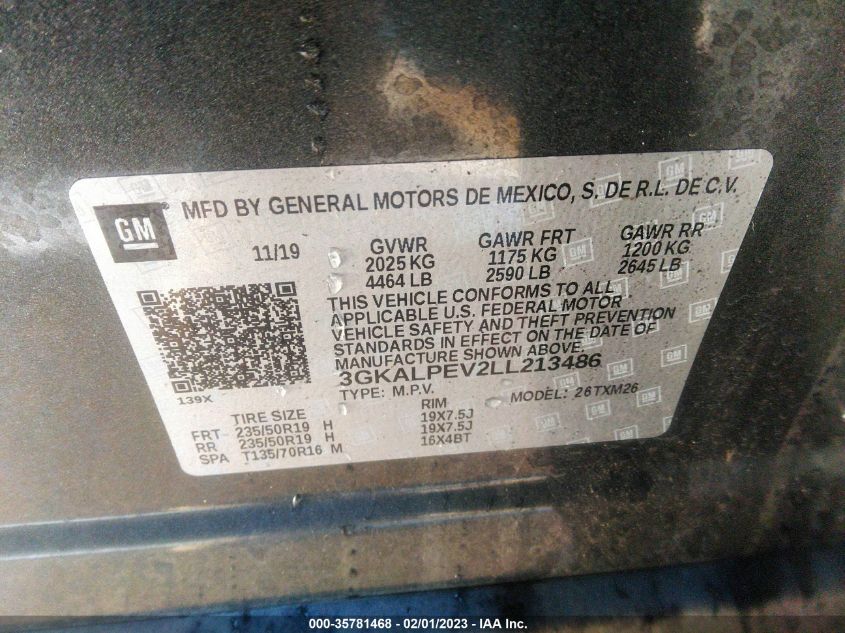 GM MFD BY GENERAL MOTORS DE MEXICO, S. DE R.L. DE C.V.
11/19 GVWR GAWR FRT GAWR RR
2025 KG 1175 KG 1200 KG
4464 LB 2590 LB 2645 LB
THIS VEHICLE CONFORMS TO ALL
APPLICABLE U.S. FEDERAL MOTOR
VEHICLE SAFETY AND THEFT PREVENTION
STANDARDS IN EFFECT ON THE DATE OF
MANUFACTURE SHOWN ABOVE.
3GKALPEV2LL213486
139X TYPE: M.P.V. MODEL: 26TXM26
TIRE SIZE RIM
FRT- 235/50R19 H 19X7.5J
RR 235/50R19 H 19X7.5J
SPA T135/70R16 M 16X4BT
000-35781468 - 02/01/2023 - IAA Inc.